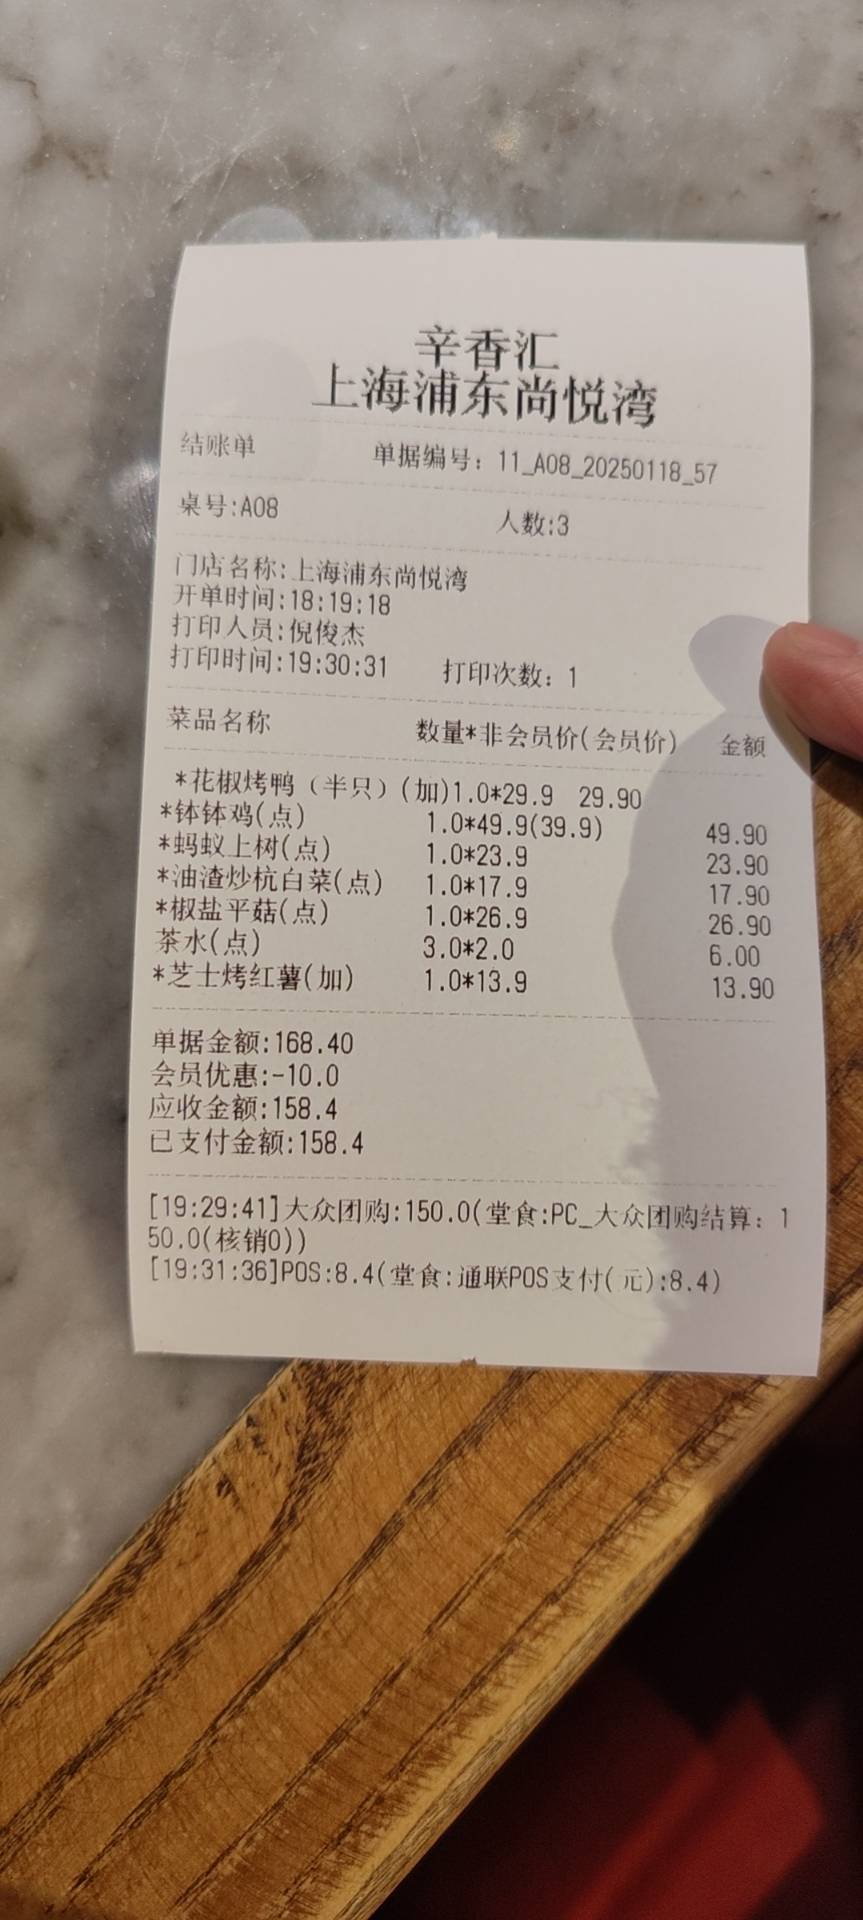 辛香汇
上海浦东尚悦湾
结账单 单据编号：11_A08_20250118_57
桌号:A08 人数:3
门店名称:上海浦东尚悦湾
开单时间:18:19:18
打印人员:倪俊杰
打印时间:19:30:31 打印次数：1
菜品名称 数量*非会员价(会员价) 金额
*花椒烤鸭（半只）(加)1.0*29.9 29.90
*钵钵鸡(点) 1.0*49.9(39.9) 49.90
*蚂蚁上树(点) 1.0*23.9 23.90
*油渣炒杭白菜(点) 1.0*17.9 17.90
*椒盐平菇(点) 1.0*26.9 26.90
茶水(点) 3.0*2.0 6.00
*芝士烤红薯(加) 1.0*13.9 13.90
单据金额:168.40
会员优惠:-10.0
应收金额:158.4
已支付金额:158.4
[19:29:41]大众团购:150.0(堂食:PC_大众团购结算：1
50.0(核销0))
[19:31:36]POS:8.4(堂食:通联POS支付(元):8.4)